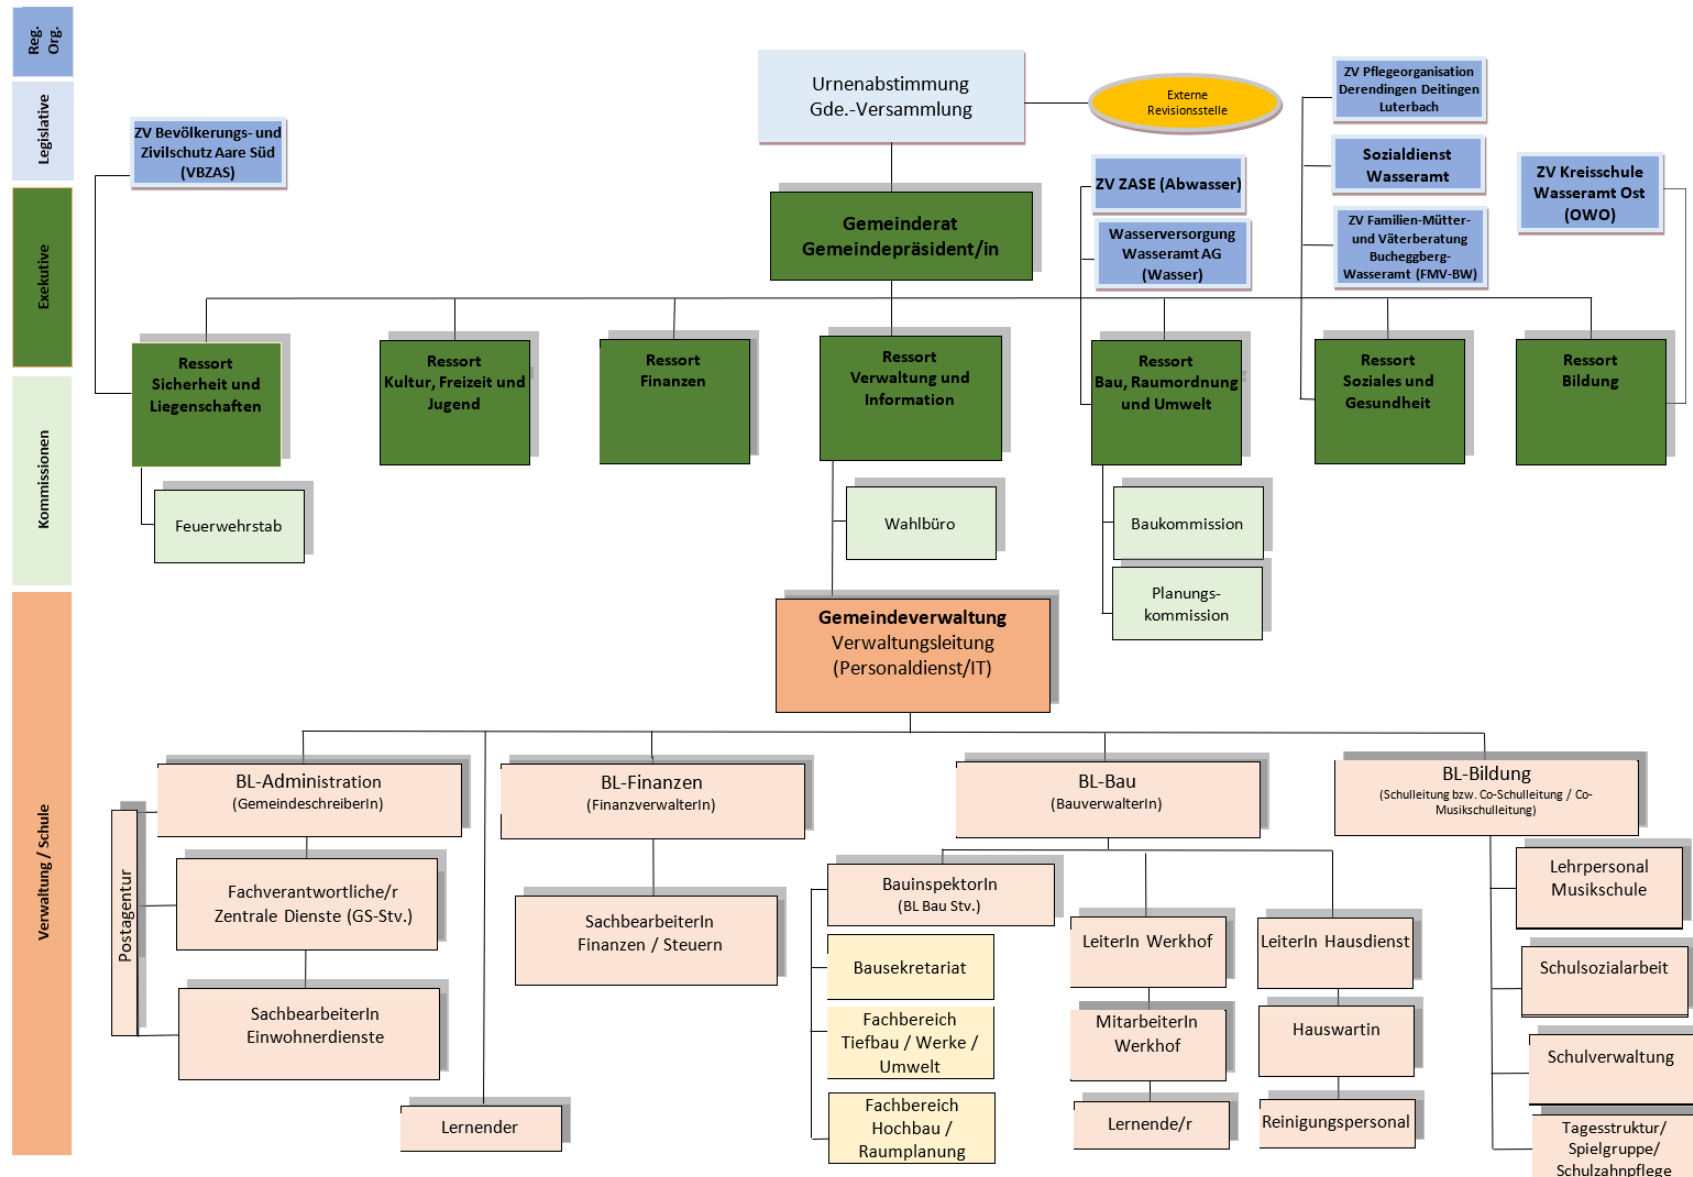 Reg.
Org.
Legislative
Exekutive
Kommissionen
Verwaltung / Schule
Urnenabstimmung
Gde.-Versammlung
Externe
Revisionsstelle
ZV Bevölkerungs- und
Zivilschutz Aare Süd
(VBZAS)
ZV ZASE (Abwasser)
Wasserversorgung
Wasseramt AG
(Wasser)
ZV Pflegeorganisation
Derendingen Deitingen
Luterbach
Sozialdienst
Wasseramt
ZV Familien-Mütter-
und Väterberatung
Bucheggberg-
Wasseramt (FMV-BW)
ZV Kreisschule
Wasseramt Ost
(OWO)
Gemeinderat
Gemeindepräsident/in
Ressort
Sicherheit und
Liegenschaften
Ressort
Kultur, Freizeit und
Jugend
Ressort
Finanzen
Ressort
Verwaltung und
Information
Ressort
Bau, Raumordnung
und Umwelt
Ressort
Soziales und
Gesundheit
Ressort
Bildung
Feuerwehrstab
Wahlbüro
Baukommission
Planungs-
kommission
Gemeindeverwaltung
Verwaltungsleitung
(Personaldienst/IT)
BL-Administration
(GemeindeschreiberIn)
BL-Finanzen
(FinanzverwalterIn)
BL-Bau
(BauverwalterIn)
BL-Bildung
(Schulleitung bzw. Co-Schulleitung / Co-
Musikschulleitung)
Postagentur
Fachverantwortliche/r
Zentrale Dienste (GS-Stv.)
SachbearbeiterIn
Einwohnerdienste
Lernender
SachbearbeiterIn
Finanzen / Steuern
BauinspektorIn
(BL Bau Stv.)
Bausekretariat
Fachbereich
Tiefbau / Werke /
Umwelt
Fachbereich
Hochbau /
Raumplanung
LeiterIn Werkhof
MitarbeiterIn
Werkhof
Lernende/r
LeiterIn Hausdienst
Hauswartin
Reinigungspersonal
Lehrpersonal
Musikschule
Schulsozialarbeit
Schulverwaltung
Tagesstruktur/
Spielgruppe/
Schulzahnpflege